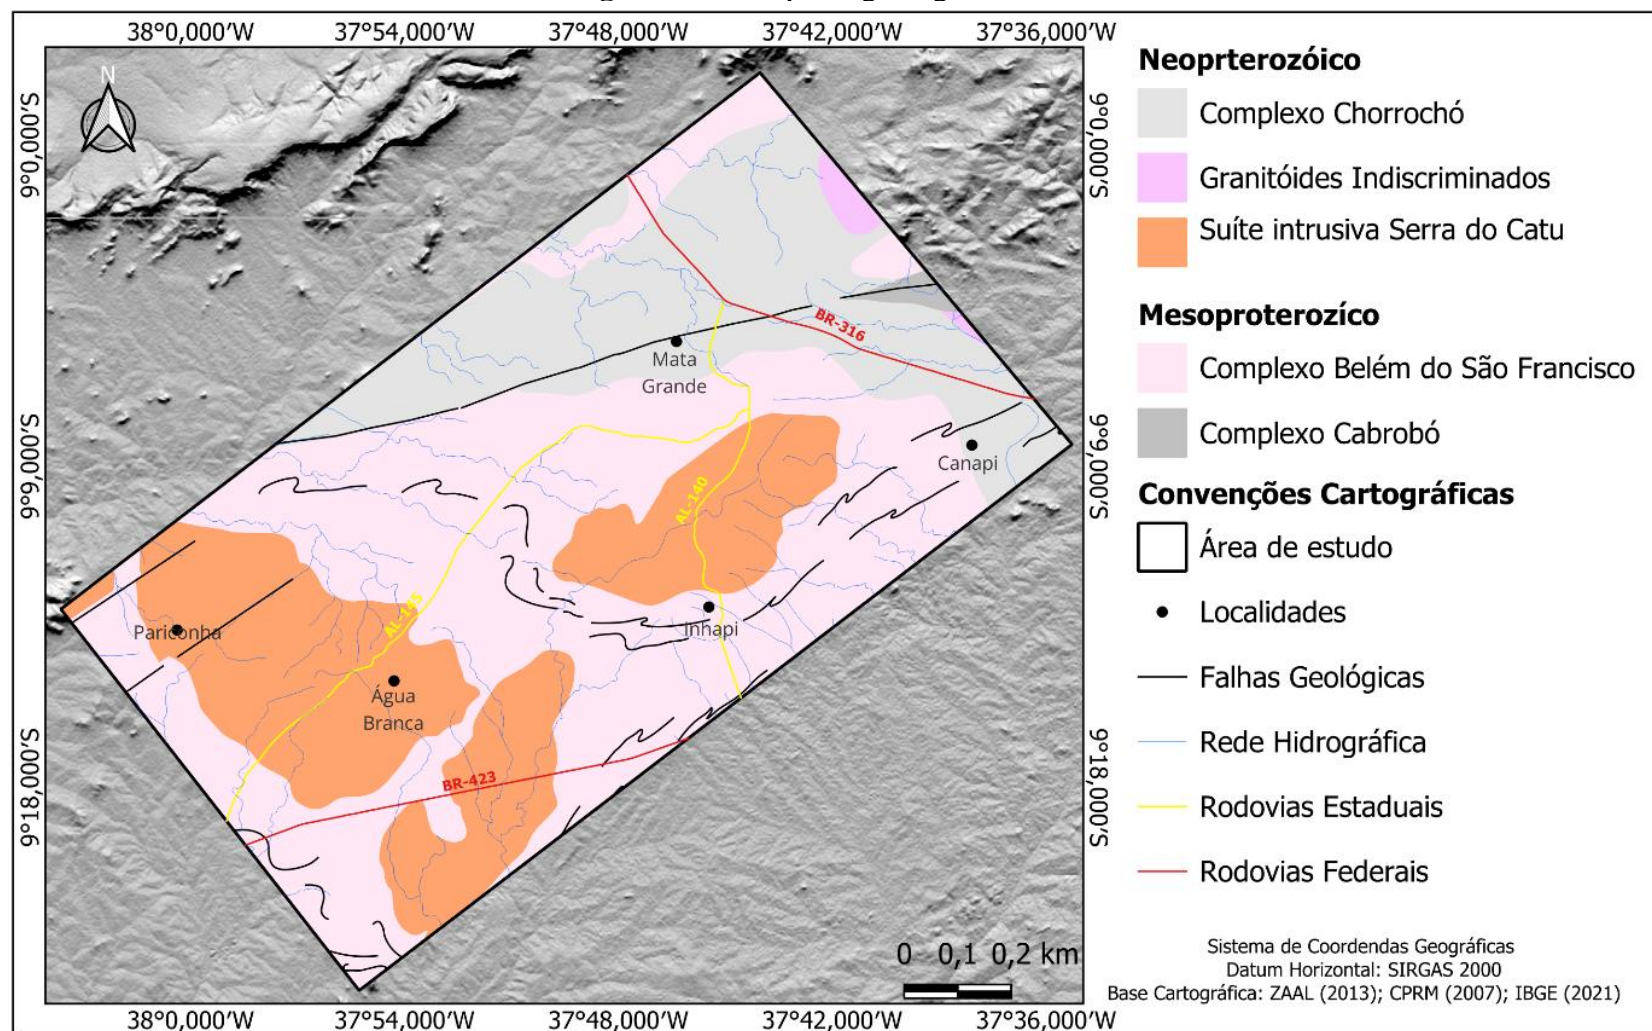 38°0,000′W 37°54,000′W 37°48,000′W 37°42,000′W 37°36,000′W
N
9°0,000′S
9°9,000′S
9°18,000′S
9°0,000′S
9°9,000′S
9°18,000′S
BR-316
Mata
Grande
Canapi
AL-140
AL-145
Pariconha
Inhapi
Água
Branca
BR-423
0 0,1 0,2 km
38°0,000′W 37°54,000′W 37°48,000′W 37°42,000′W 37°36,000′W
Neoprterozóico
Complexo Chorrochó
Granitóides Indiscriminados
Suíte intrusiva Serra do Catu
Mesoproterozíco
Complexo Belém do São Francisco
Complexo Cabrobó
Convenções Cartográficas
Área de estudo
Localidades
Falhas Geológicas
Rede Hidrográfica
Rodovias Estaduais
Rodovias Federais
Sistema de Coordendas Geográficas
Datum Horizontal: SIRGAS 2000
Base Cartográfica: ZAAL (2013); CPRM (2007); IBGE (2021)